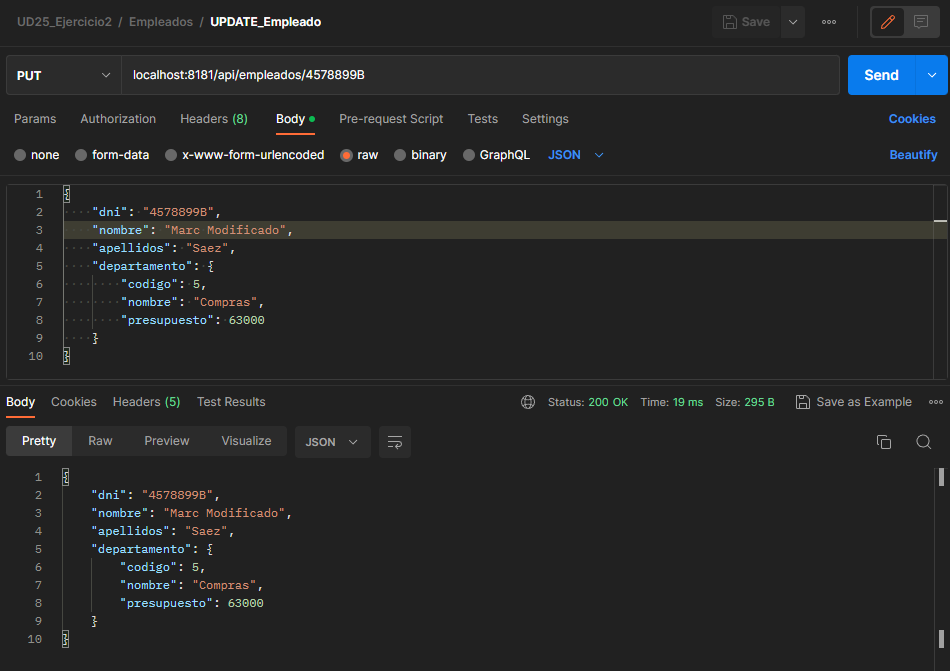 UD25_Ejercicio2 / Empleados / UPDATE_Empleado Save
PUT localhost:8181/api/empleados/4578899B Send
Params Authorization Headers (8) Body Pre-request Script Tests Settings Cookies
none form-data x-www-form-urlencoded raw binary GraphQL JSON Beautify
1 {
2 "dni": "4578899B",
3 "nombre": "Marc Modificado",
4 "apellidos": "Saez",
5 "departamento": {
6 "codigo": 5,
7 "nombre": "Compras",
8 "presupuesto": 63000
9 }
10 }
Body Cookies Headers (5) Test Results Status: 200 OK Time: 19 ms Size: 295 B Save as Example
Pretty Raw Preview Visualize JSON
1 {
2 "dni": "4578899B",
3 "nombre": "Marc Modificado",
4 "apellidos": "Saez",
5 "departamento": {
6 "codigo": 5,
7 "nombre": "Compras",
8 "presupuesto": 63000
9 }
10 }